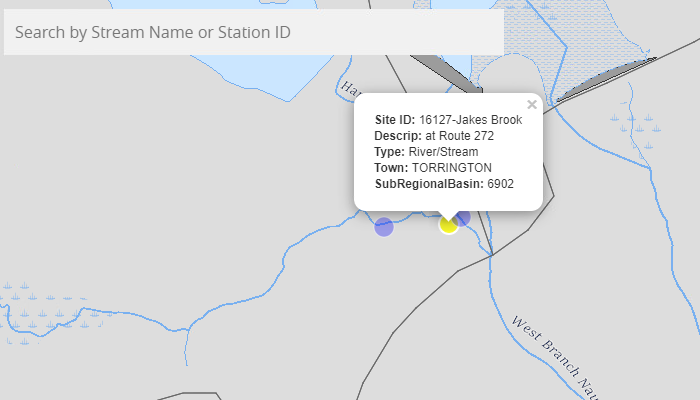 Search by Stream Name or Station ID
Ha
×
Site ID: 16127-Jakes Brook
Descrip: at Route 272
Type: River/Stream
Town: TORRINGTON
SubRegionalBasin: 6902
West Branch Nau